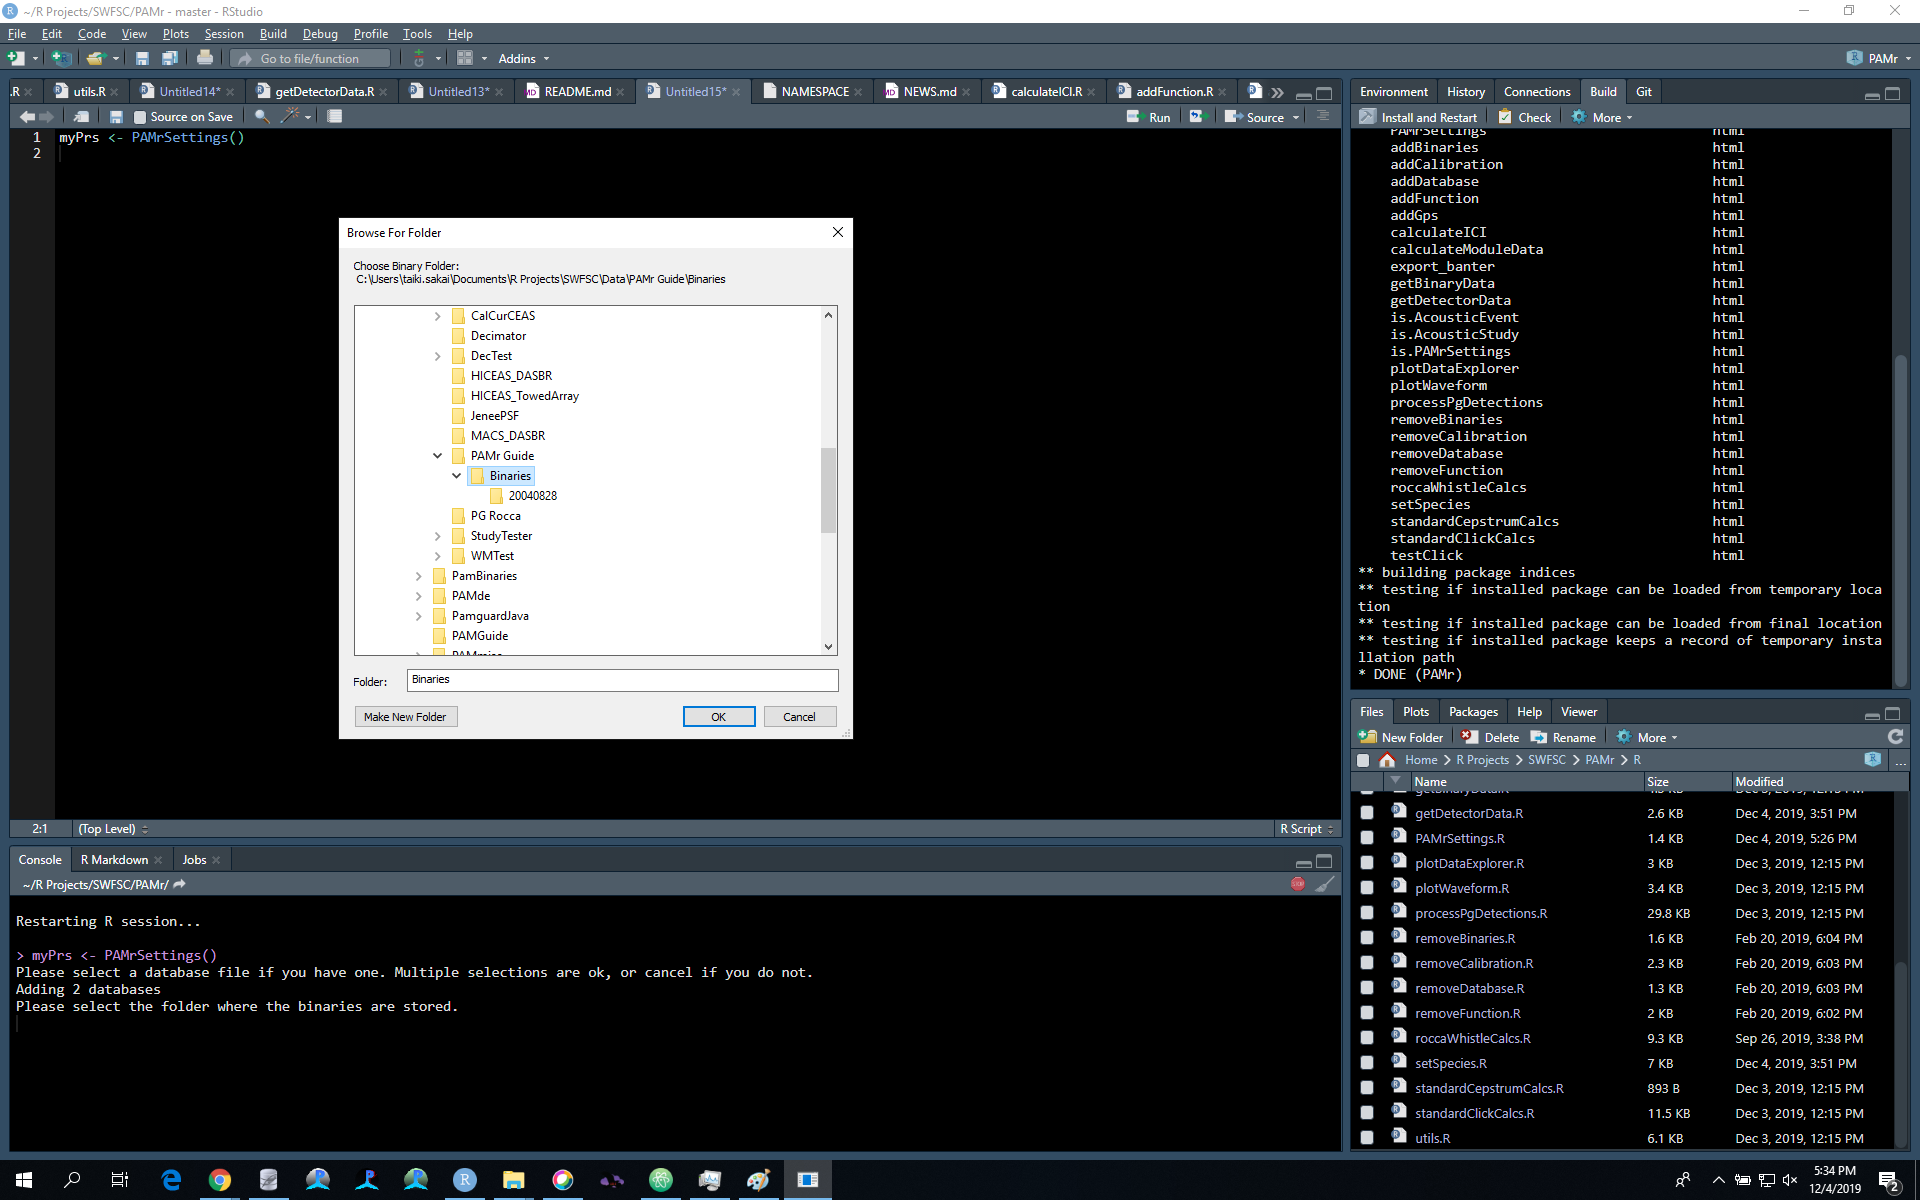 ~/R Projects/SWFSC/PAMr - master - RStudio
File Edit Code View Plots Session Build Debug Profile Tools Help
Go to file/function Addins PAMr
.R utils.R Untitled14* getDetectorData.R Untitled13* README.md Untitled15* NAMESPACE NEWS.md calculateICI.R addFunction.R
Source on Save Run Source
1 myPrs <- PAMrSettings()
2
Browse For Folder
Choose Binary Folder:
C:\Users\taiki.sakai\Documents\R Projects\SWFSC\Data\PAMr Guide\Binaries
CalCurCEAS
Decimator
DecTest
HICEAS_DASBR
HICEAS_TowedArray
JeneePSF
MACS_DASBR
PAMr Guide
Binaries
20040828
PG Rocca
StudyTester
WMTest
PamBinaries
PAMde
PamguardJava
PAMGuide
PAMmisc
Folder: Binaries
Make New Folder OK Cancel
2:1 (Top Level) R Script
Console R Markdown Jobs
~/R Projects/SWFSC/PAMr/
Restarting R session...
> myPrs <- PAMrSettings()
Please select a database file if you have one. Multiple selections are ok, or cancel if you do not.
Adding 2 databases
Please select the folder where the binaries are stored.
Environment History Connections Build Git
Install and Restart Check More
PAMrSettings html
addBinaries html
addCalibration html
addDatabase html
addFunction html
addGps html
calculateICI html
calculateModuleData html
export_banter html
getBinaryData html
getDetectorData html
is.AcousticEvent html
is.AcousticStudy html
is.PAMrSettings html
plotDataExplorer html
plotWaveform html
processPgDetections html
removeBinaries html
removeCalibration html
removeDatabase html
removeFunction html
roccaWhistleCalcs html
setSpecies html
standardCepstrumCalcs html
standardClickCalcs html
testClick html
** building package indices
** testing if installed package can be loaded from temporary loca
tion
** testing if installed package can be loaded from final location
** testing if installed package keeps a record of temporary insta
llation path
* DONE (PAMr)
Files Plots Packages Help Viewer
New Folder Delete Rename More
Home R Projects SWFSC PAMr R ...
Name Size Modified
getBinaryData.R 4.5 KB Dec 3, 2019, 12:15 PM
getDetectorData.R 2.6 KB Dec 4, 2019, 3:51 PM
PAMrSettings.R 1.4 KB Dec 4, 2019, 5:26 PM
plotDataExplorer.R 3 KB Dec 3, 2019, 12:15 PM
plotWaveform.R 3.4 KB Dec 3, 2019, 12:15 PM
processPgDetections.R 29.8 KB Dec 3, 2019, 12:15 PM
removeBinaries.R 1.6 KB Feb 20, 2019, 6:04 PM
removeCalibration.R 2.3 KB Feb 20, 2019, 6:03 PM
removeDatabase.R 1.3 KB Feb 20, 2019, 6:03 PM
removeFunction.R 2 KB Feb 20, 2019, 6:02 PM
roccaWhistleCalcs.R 9.3 KB Sep 26, 2019, 3:38 PM
setSpecies.R 7 KB Dec 4, 2019, 3:51 PM
standardCepstrumCalcs.R 893 B Dec 3, 2019, 12:15 PM
standardClickCalcs.R 11.5 KB Dec 3, 2019, 12:15 PM
utils.R 6.1 KB Dec 3, 2019, 12:15 PM
5:34 PM
12/4/2019
2